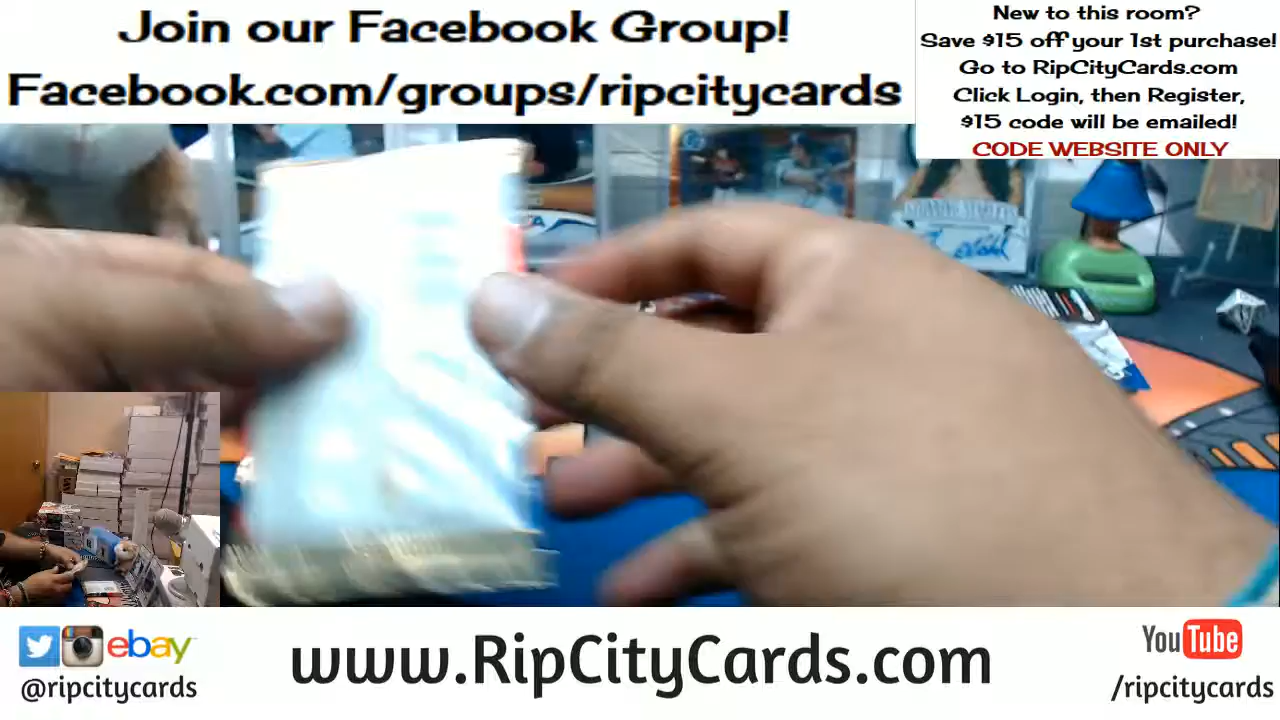 Join our Facebook Group!
Facebook.com/groups/ripcitycards
New to this room?
Save $15 off your 1st purchase!
Go to RipCityCards.com
Click Login, then Register,
$15 code will be emailed!
CODE WEBSITE ONLY
ebay
@ripcitycards
www.RipCityCards.com
YouTube
/ripcitycards